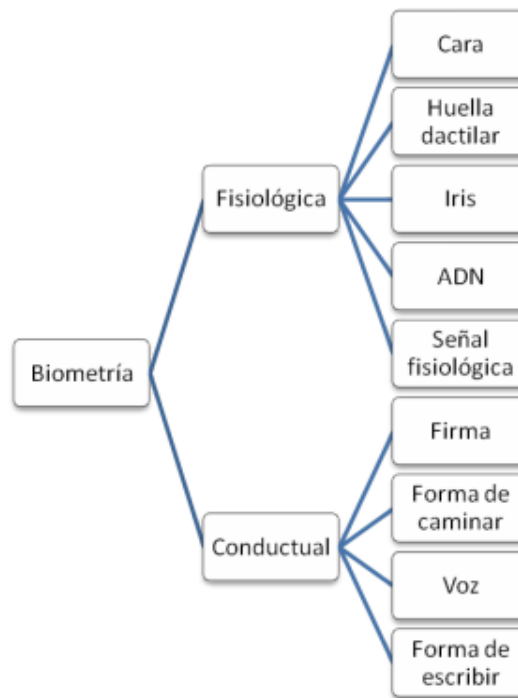 Biometría
Fisiológica
Cara
Huella
dactilar
Iris
ADN
Señal
fisiológica
Conductual
Firma
Forma de
caminar
Voz
Forma de
escribir